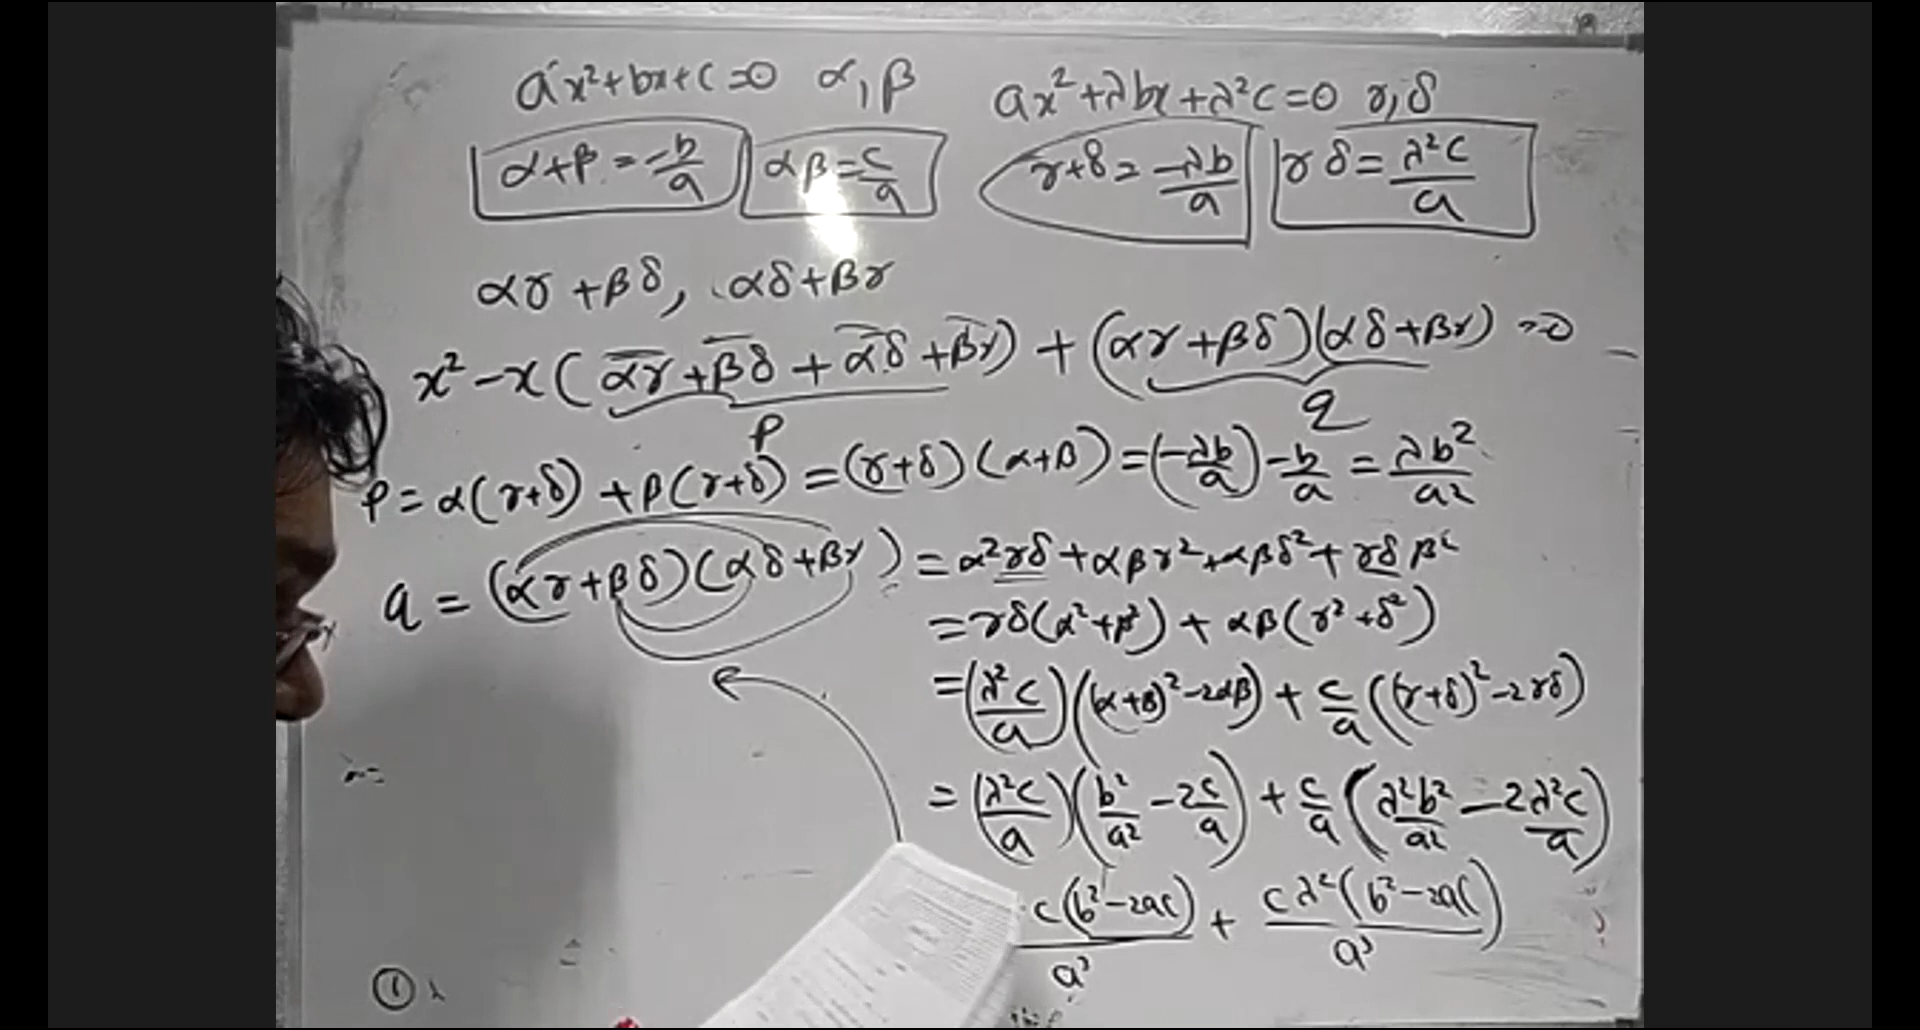 ax²+bx+c=0 α,β ax²+λbx+λ²c=0 γ,δ
α+β=-b/a αβ=c/a γ+δ=-λb/a γδ=λ²c/a
αγ+βδ, αδ+βγ
x²-x(αγ+βδ+αδ+βγ)+(αγ+βδ)(αδ+βγ)=0
P q
P=α(γ+δ)+β(γ+δ)=(γ+δ)(α+β)=(-λb/a)-b/a=λb²/a²
q=(αγ+βδ)(αδ+βγ)=α²γδ+αβγ²+αβδ²+γδβ²
=γδ(α²+β²)+αβ(γ²+δ²)
=(λ²c/a)((α+β)²-2αβ)+c/a((γ+δ)²-2γδ)
=(λ²c/a)(b²/a²-2c/a)+c/a(λ²b²/a²-2λ²c/a)
c(b²-2ac)/a³+cλ²(b²-2ac)/a³
①